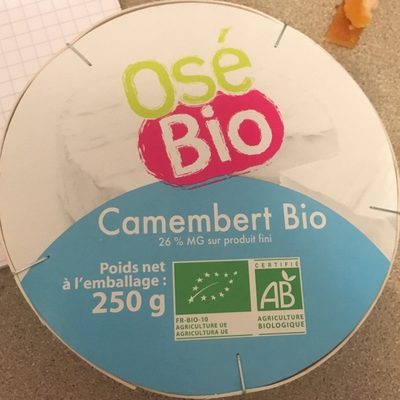 Osé
Bio
Camembert Bio
26 % MG sur produit fini
Poids net
à l'emballage :
250 g
FR-BIO-10
AGRICULTURE UE
AGRICULTURA UE
CERTIFIÉ
AB
AGRICULTURE
BIOLOGIQUE